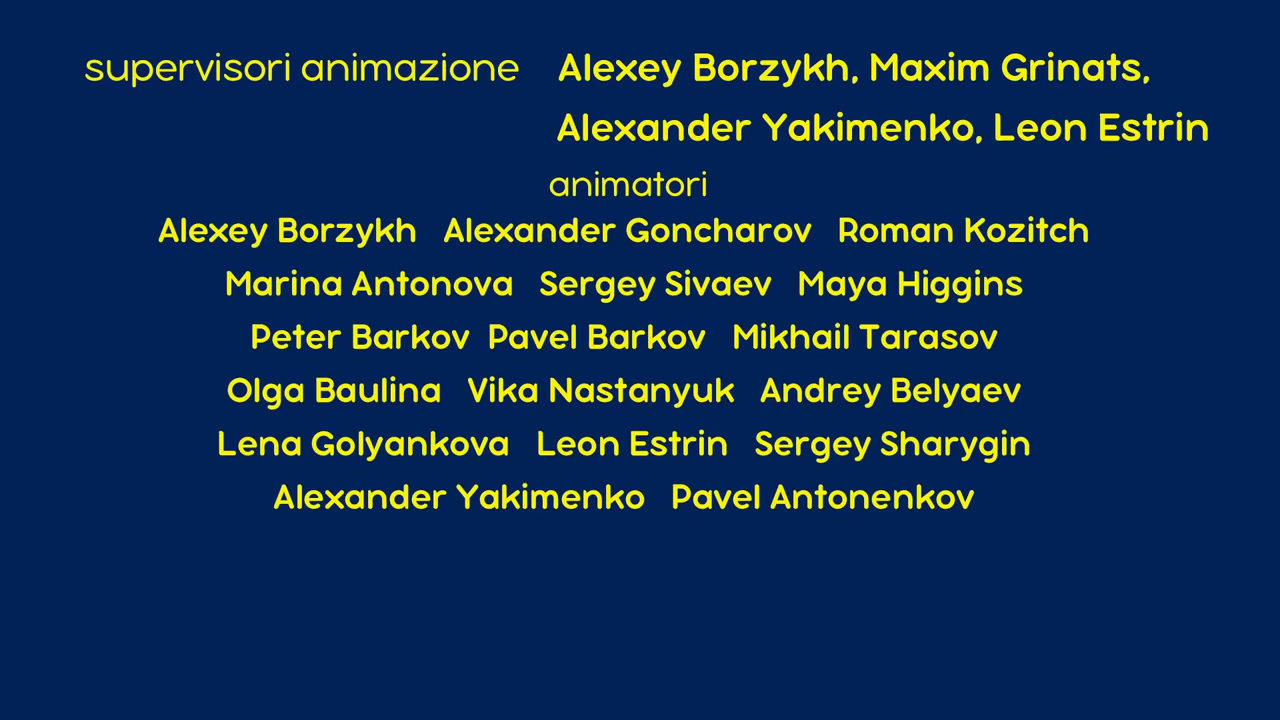 supervisori animazione Alexey Borzykh, Maxim Grinats,
Alexander Yakimenko, Leon Estrin
animatori
Alexey Borzykh Alexander Goncharov Roman Kozitch
Marina Antonova Sergey Sivaev Maya Higgins
Peter Barkov Pavel Barkov Mikhail Tarasov
Olga Baulina Vika Nastanyuk Andrey Belyaev
Lena Golyankova Leon Estrin Sergey Sharygin
Alexander Yakimenko Pavel Antonenkov